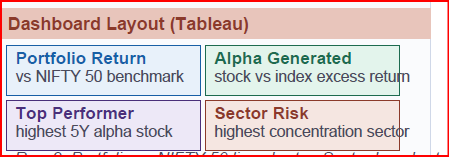 Dashboard Layout (Tableau)
Portfolio Return
vs NIFTY 50 benchmark
Alpha Generated
stock vs index excess return
Top Performer
highest 5Y alpha stock
Sector Risk
highest concentration sector